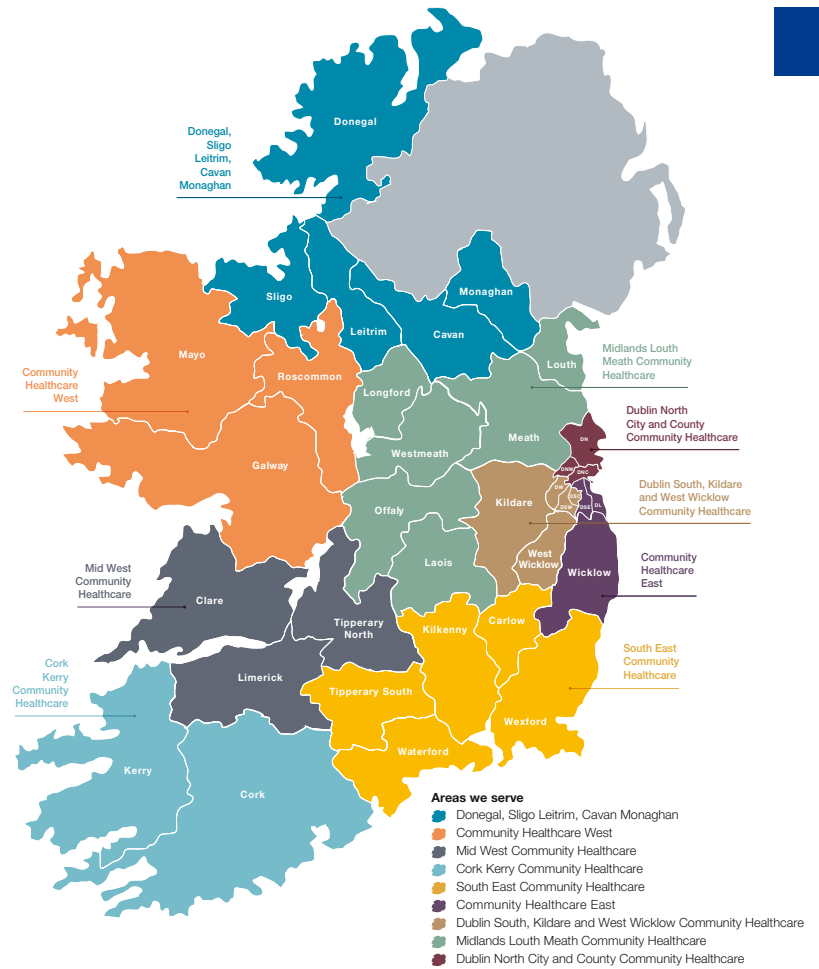 Donegal
Donegal,
Sligo
Leitrim,
Cavan
Monaghan
Monaghan
Sligo
Leitrim
Cavan
Mayo
Roscommon
Louth
Midlands Louth
Meath Community
Healthcare
Community
Healthcare
West
Longford
Dublin North
City and County
Community Healthcare
Meath
DN
Westmeath
Galway
DNW
DNC
Dublin South, Kildare
and West Wicklow
Community Healthcare
DW
DSC
DSW
DSE
DL
Kildare
Offaly
Laois
West
Wicklow
Wicklow
Community
Healthcare
East
Mid West
Community
Healthcare
Clare
Tipperary
North
Kilkenny
Carlow
South East
Community
Healthcare
Cork
Kerry
Community
Healthcare
Limerick
Tipperary South
Wexford
Waterford
Kerry
Cork
Areas we serve
Donegal, Sligo Leitrim, Cavan Monaghan
Community Healthcare West
Mid West Community Healthcare
Cork Kerry Community Healthcare
South East Community Healthcare
Community Healthcare East
Dublin South, Kildare and West Wicklow Community Healthcare
Midlands Louth Meath Community Healthcare
Dublin North City and County Community Healthcare